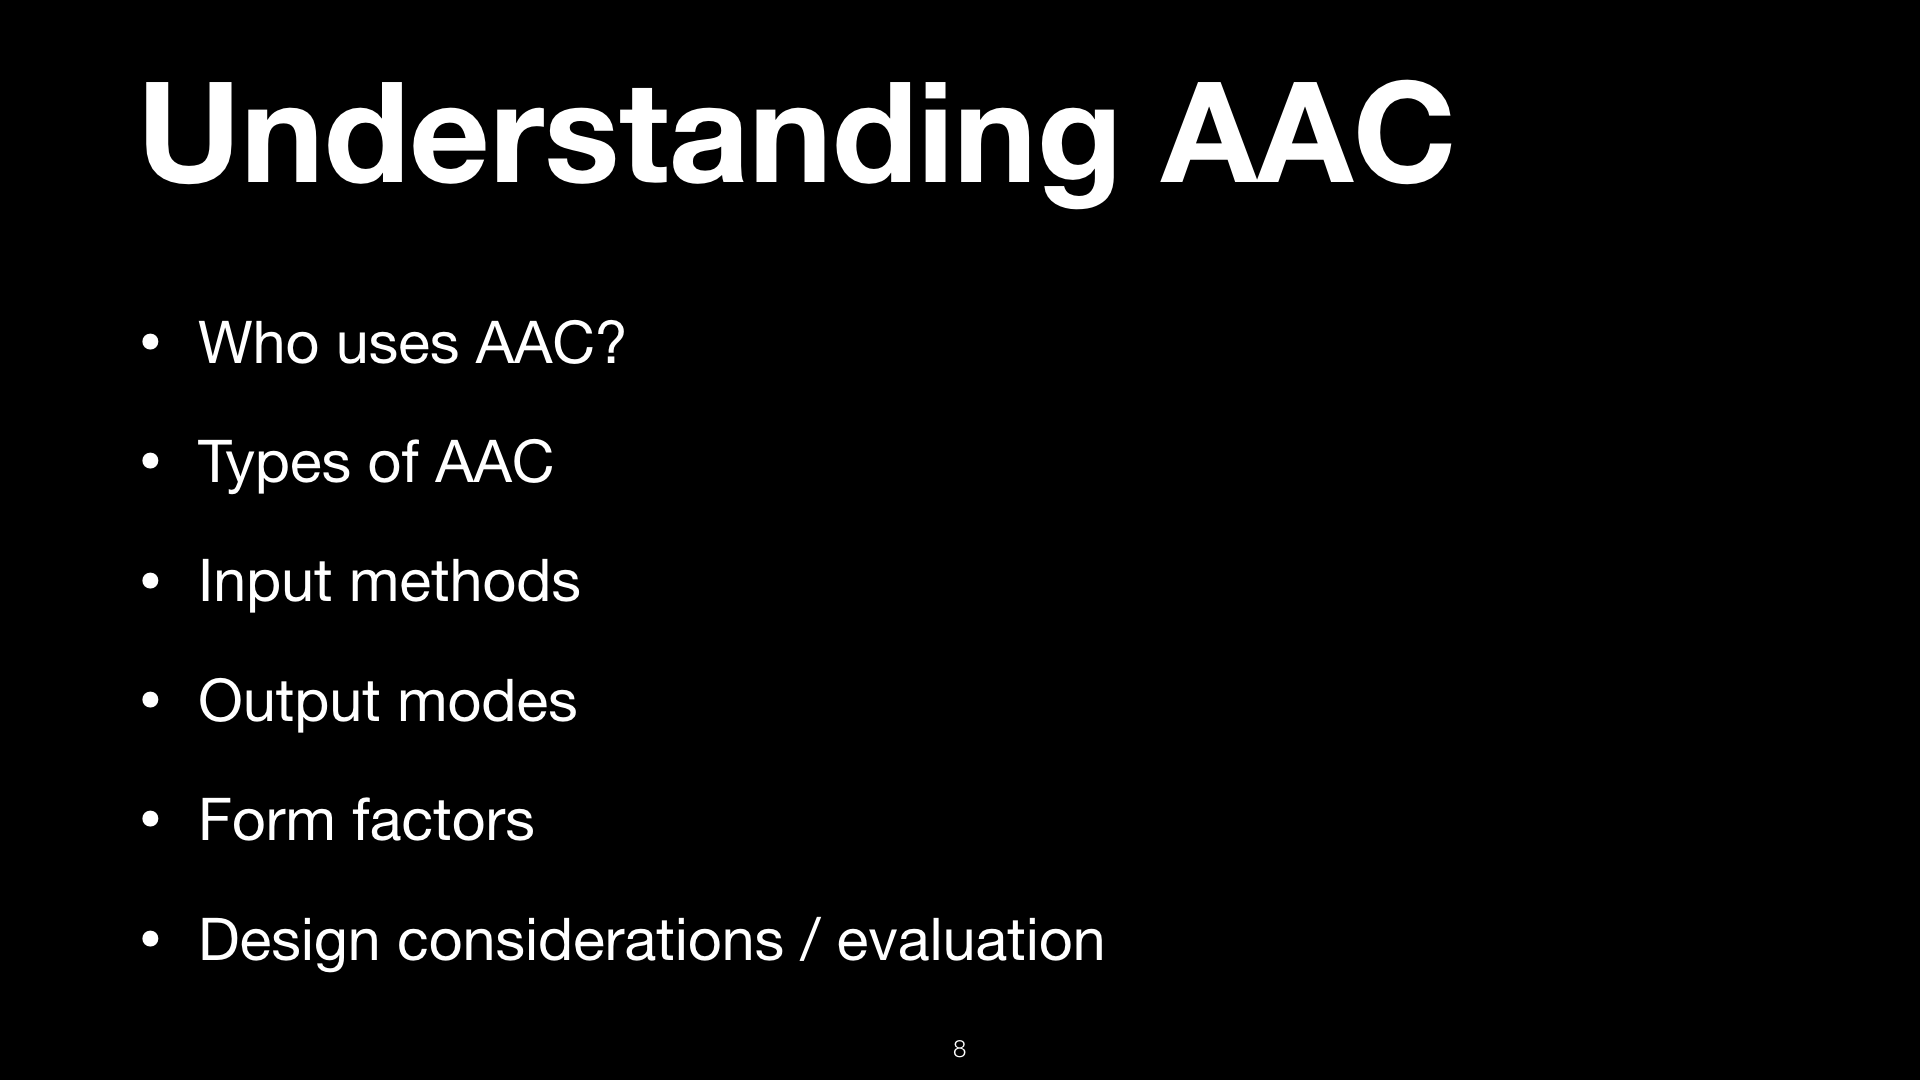 Understanding AAC
• Who uses AAC?
• Types of AAC
• Input methods
• Output modes
• Form factors
• Design considerations / evaluation
8